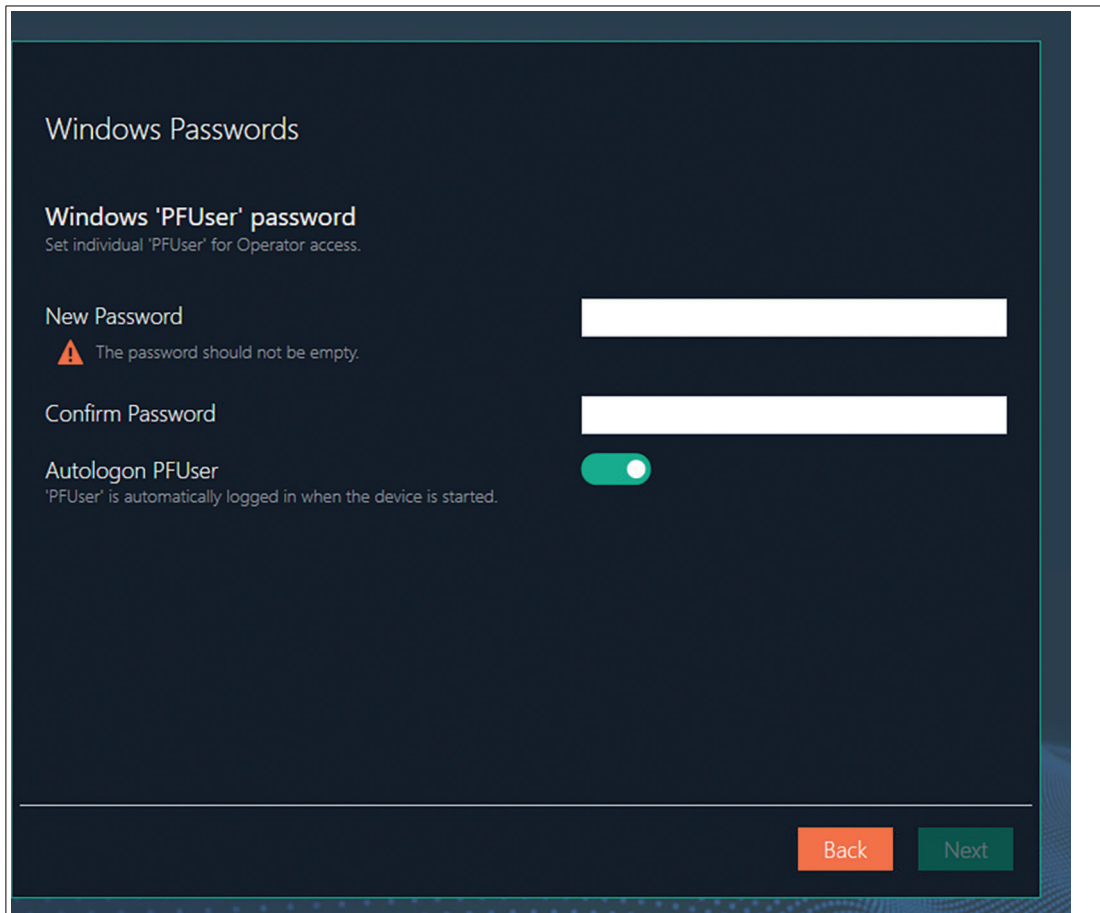 Windows Passwords
Windows 'PFUser' password
Set individual 'PFUser' for Operator access.
New Password
The password should not be empty.
Confirm Password
Autologon PFUser
'PFUser' is automatically logged in when the device is started.
Back
Next